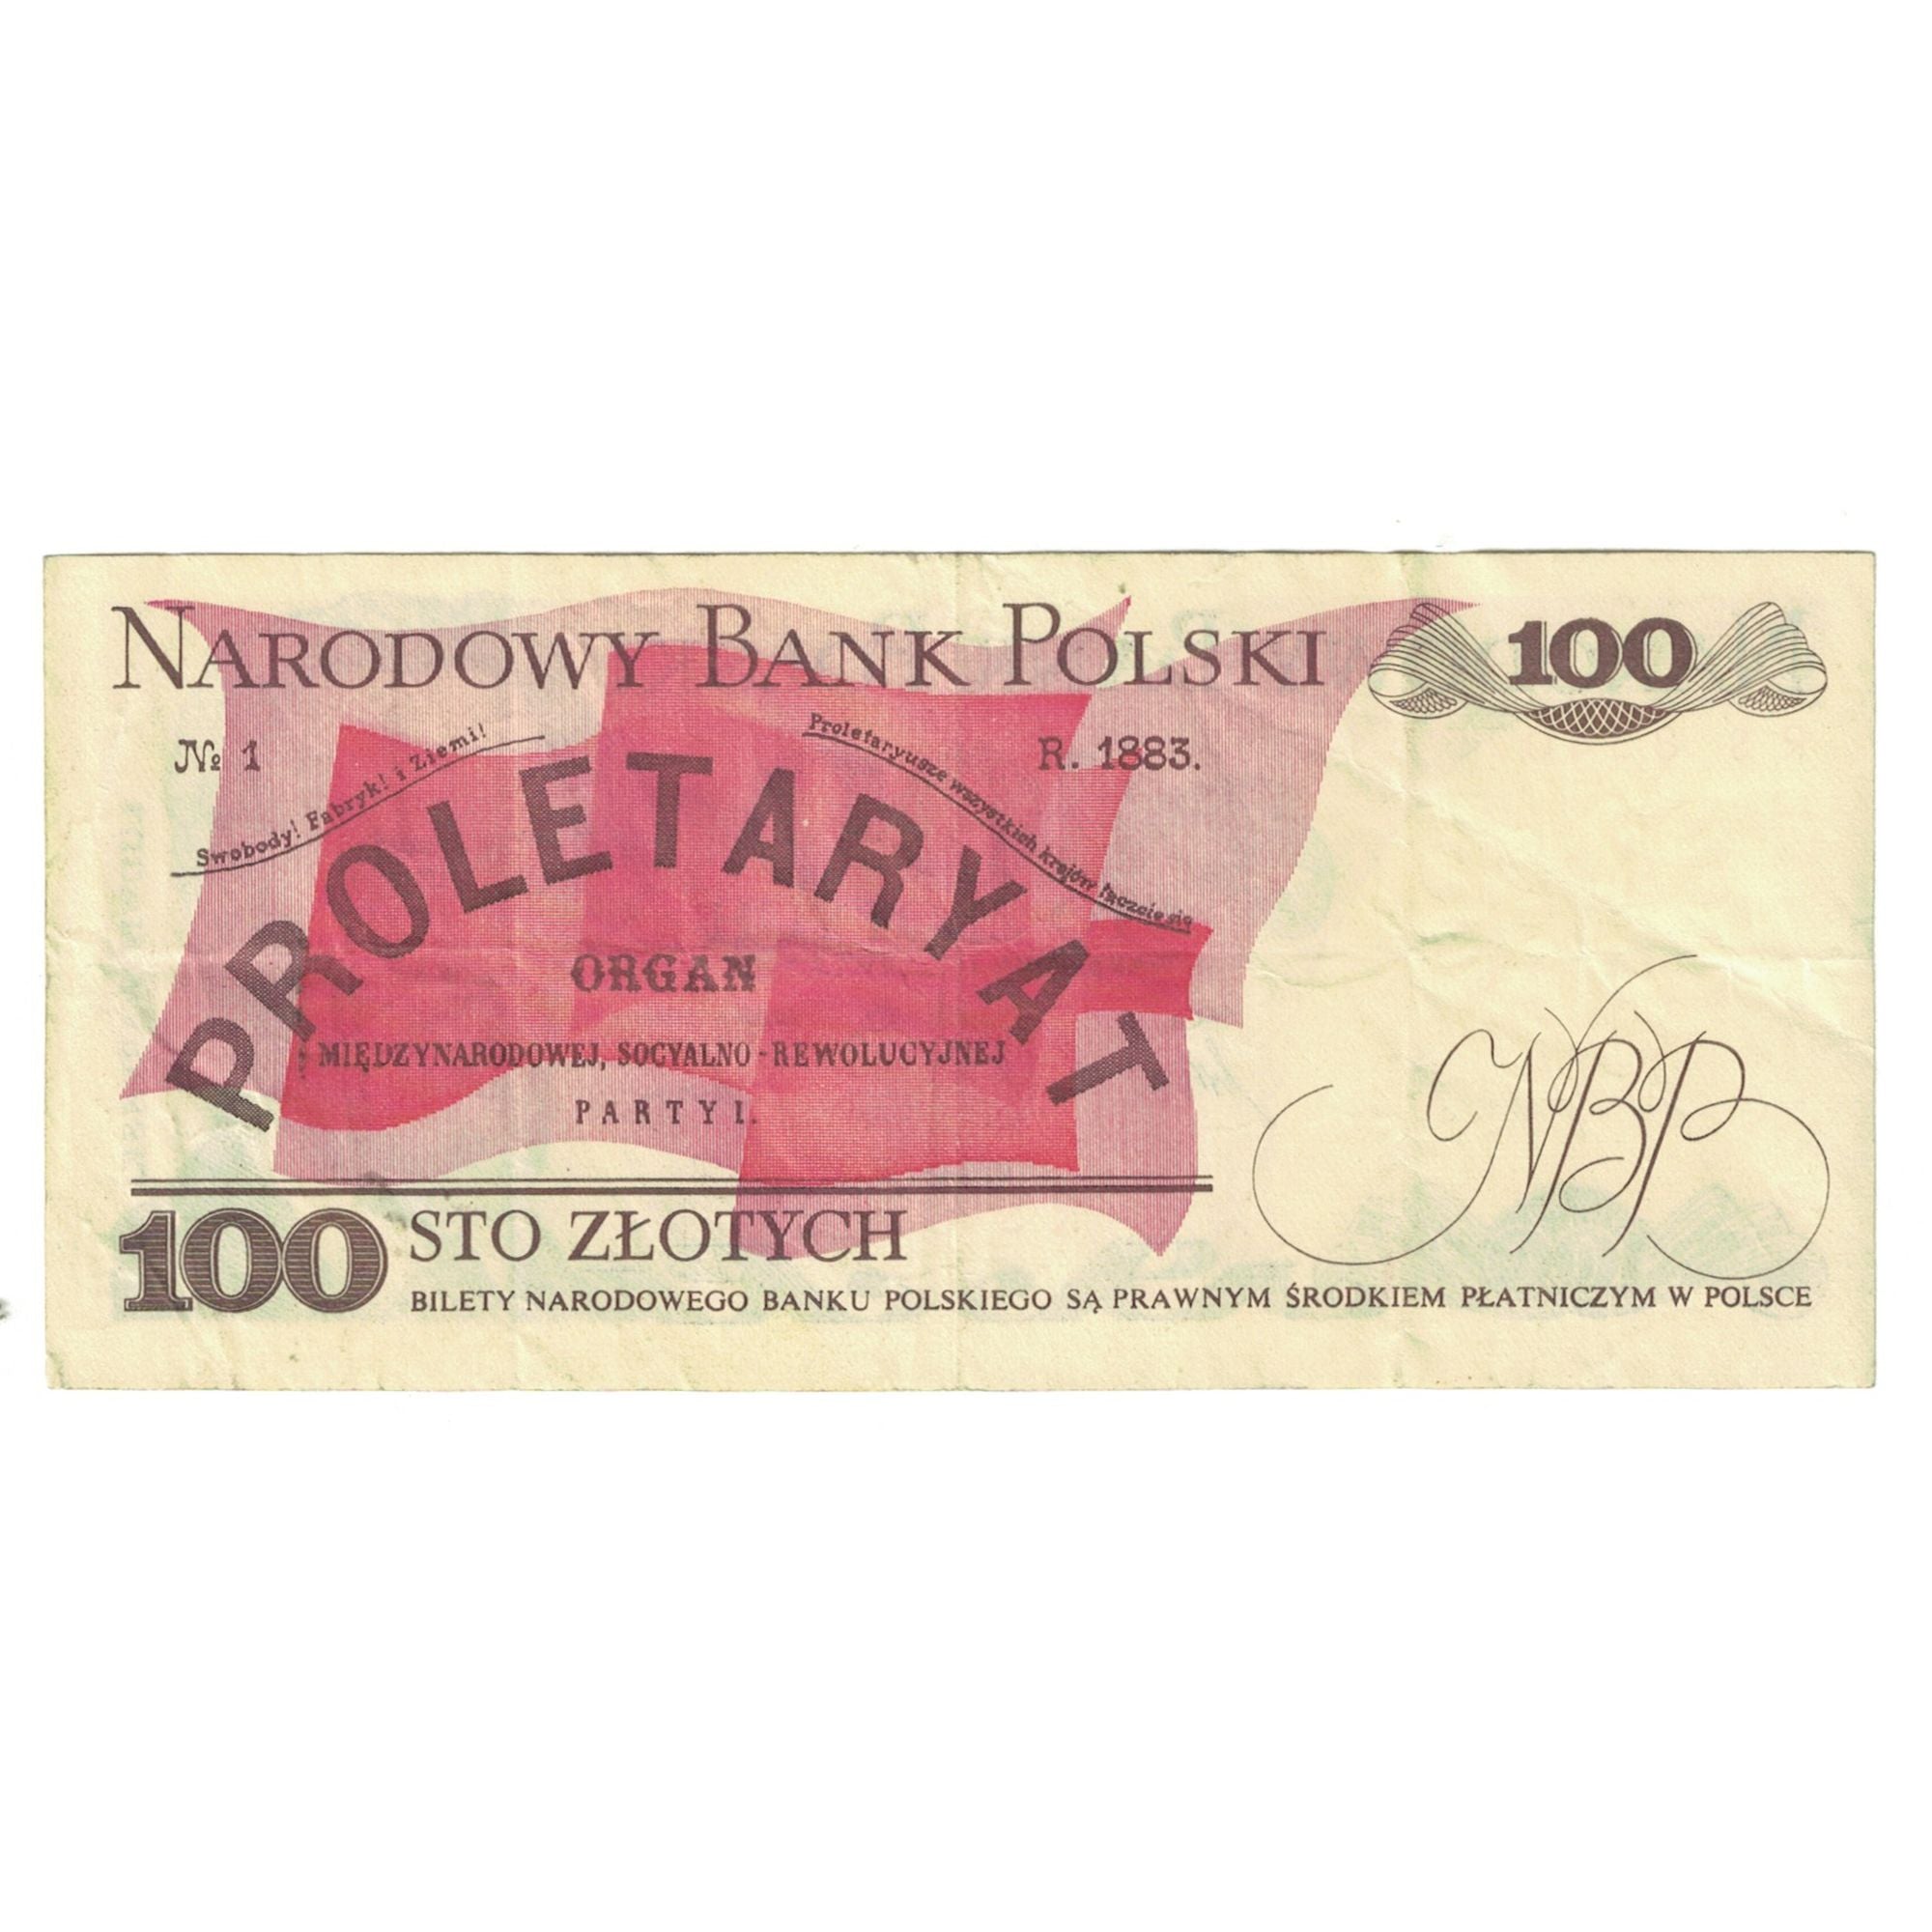 NARODOWY BANK POLSKI 100
№ 1
R. 1883.
Swobody! Fabryk! i Ziemi!
Proletaryusze wszystkich krajów łączcie się
PROLETARYAT
ORGAN
MIĘDZYNARODOWEJ, SOCYALNO-REWOLUCYJNEJ
PARTYI.
NBP
100 STO ZŁOTYCH
BILETY NARODOWEGO BANKU POLSKIEGO SĄ PRAWNYM ŚRODKIEM PŁATNICZYM W POLSCE